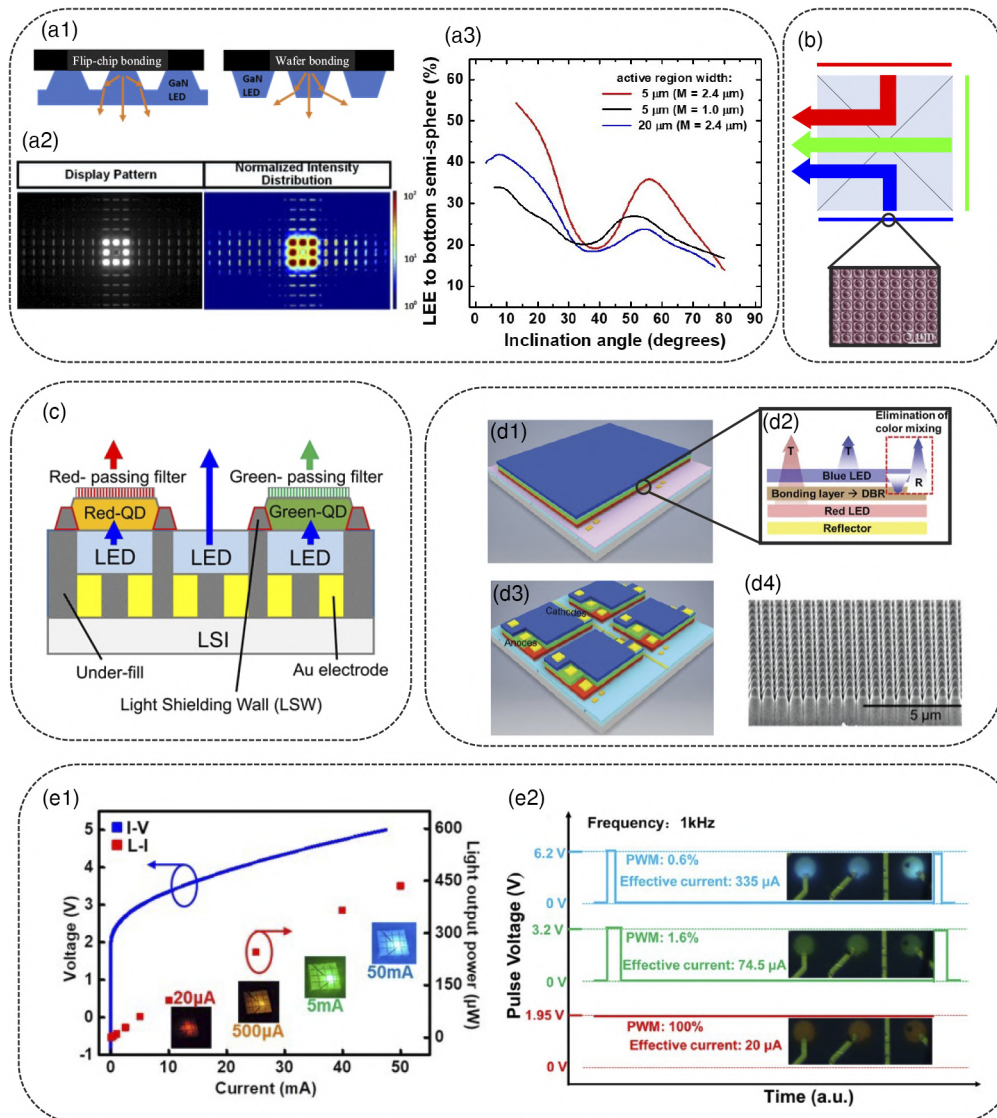 (a1)
Flip-chip bonding
GaN
LED
GaN
LED
Wafer bonding
GaN
LED
GaN
LED
(a2)
Display Pattern
Normalized Intensity
Distribution
10²
10¹
10⁰
(a3)
LEE to bottom semi-sphere (%)
60
50
40
30
20
10
active region width:
5 µm (M = 2.4 µm)
5 µm (M = 1.0 µm)
20 µm (M = 2.4 µm)
0 10 20 30 40 50 60 70 80 90
Inclination angle (degrees)
(b)
(c)
Red- passing filter
Green- passing filter
Red-QD
Green-QD
LED
LED
LED
LSI
Under-fill
Au electrode
Light Shielding Wall (LSW)
(d1)
(d2)
Elimination of
color mixing
T
T
R
Blue LED
Bonding layer → DBR
Red LED
Reflector
(d3)
Cathodes
Anodes
(d4)
5 µm
(e1)
I-V
L-I
Voltage (V)
5
4
3
2
1
0
-1
600
450
300
150
0
Light output power (µW)
20µA
500µA
5mA
50mA
0 10 20 30 40 50
Current (mA)
(e2)
Pulse Voltage (V)
Frequency: 1kHz
6.2 V
PWM: 0.6%
Effective current: 335 µA
0 V
3.2 V
PWM: 1.6%
Effective current: 74.5 µA
0 V
1.95 V
PWM: 100%
Effective current: 20 µA
0 V
Time (a.u.)